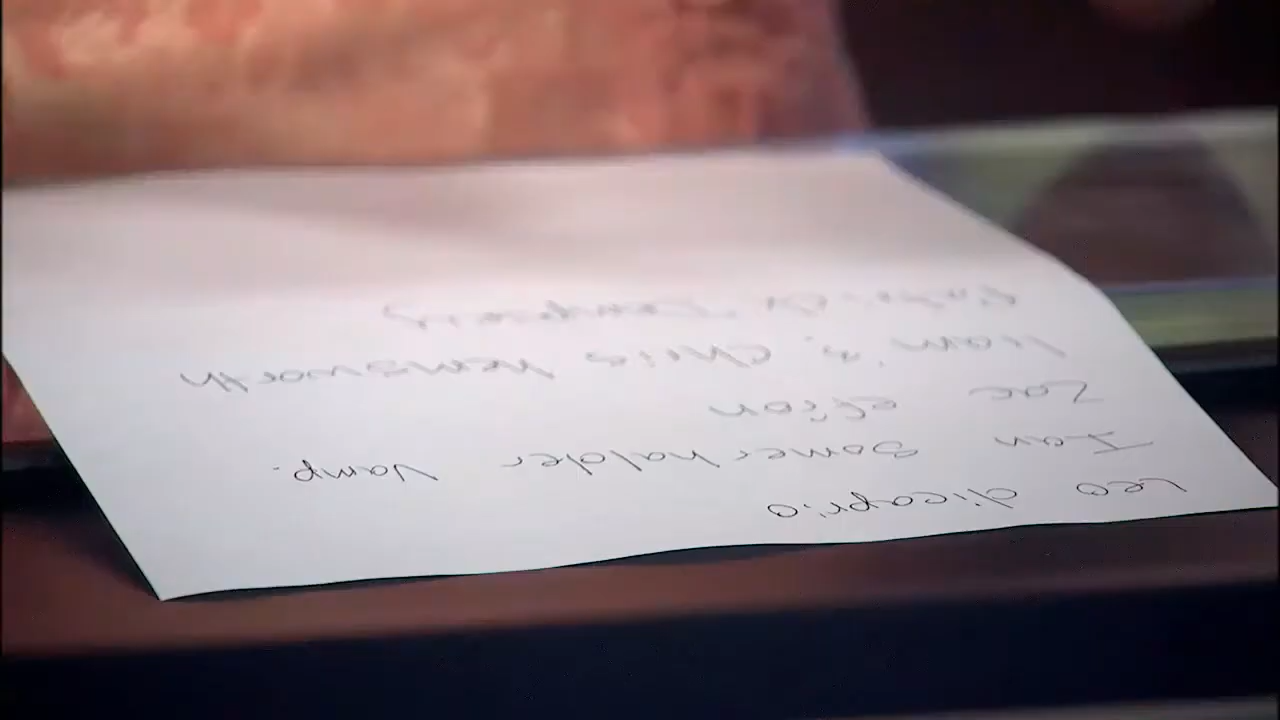 Leo dicaprio
Ian Somerhalder Vamp.
Zac efron
Liam & Chris Hemsworth